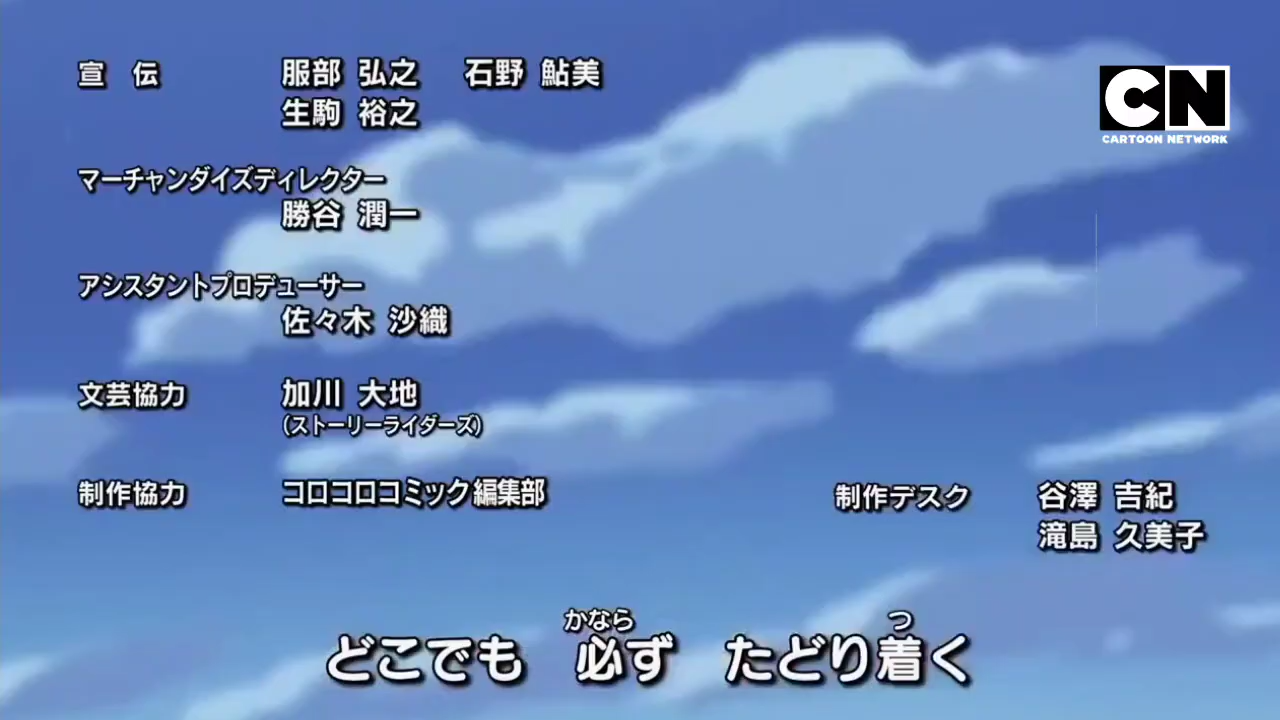 宣 伝 服部 弘之 石野 鮎美
生駒 裕之
CN
CARTOON NETWORK
マーチャンダイズディレクター
勝谷 潤一
アシスタントプロデューサー
佐々木 沙織
文芸協力 加川 大地
(ストーリーライダーズ)
制作協力 コロコロコミック編集部
制作デスク 谷澤 吉紀
滝島 久美子
かなら つ
どこでも 必ず たどり着く